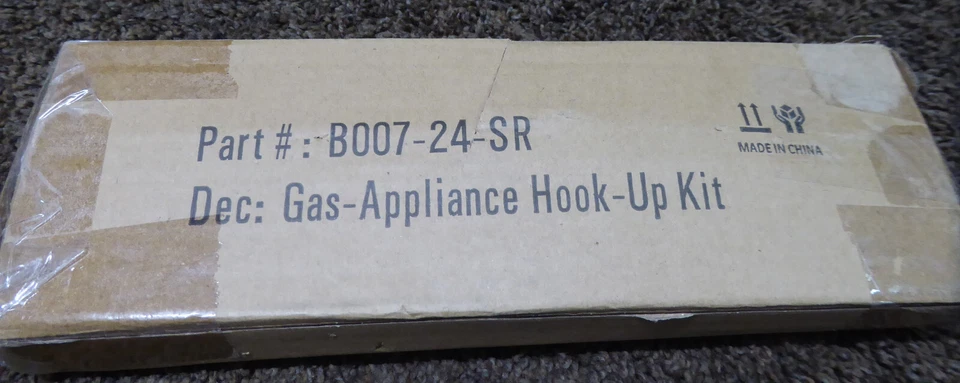 Part # : B007-24-SR
MADE IN CHINA
Dec: Gas-Appliance Hook-Up Kit